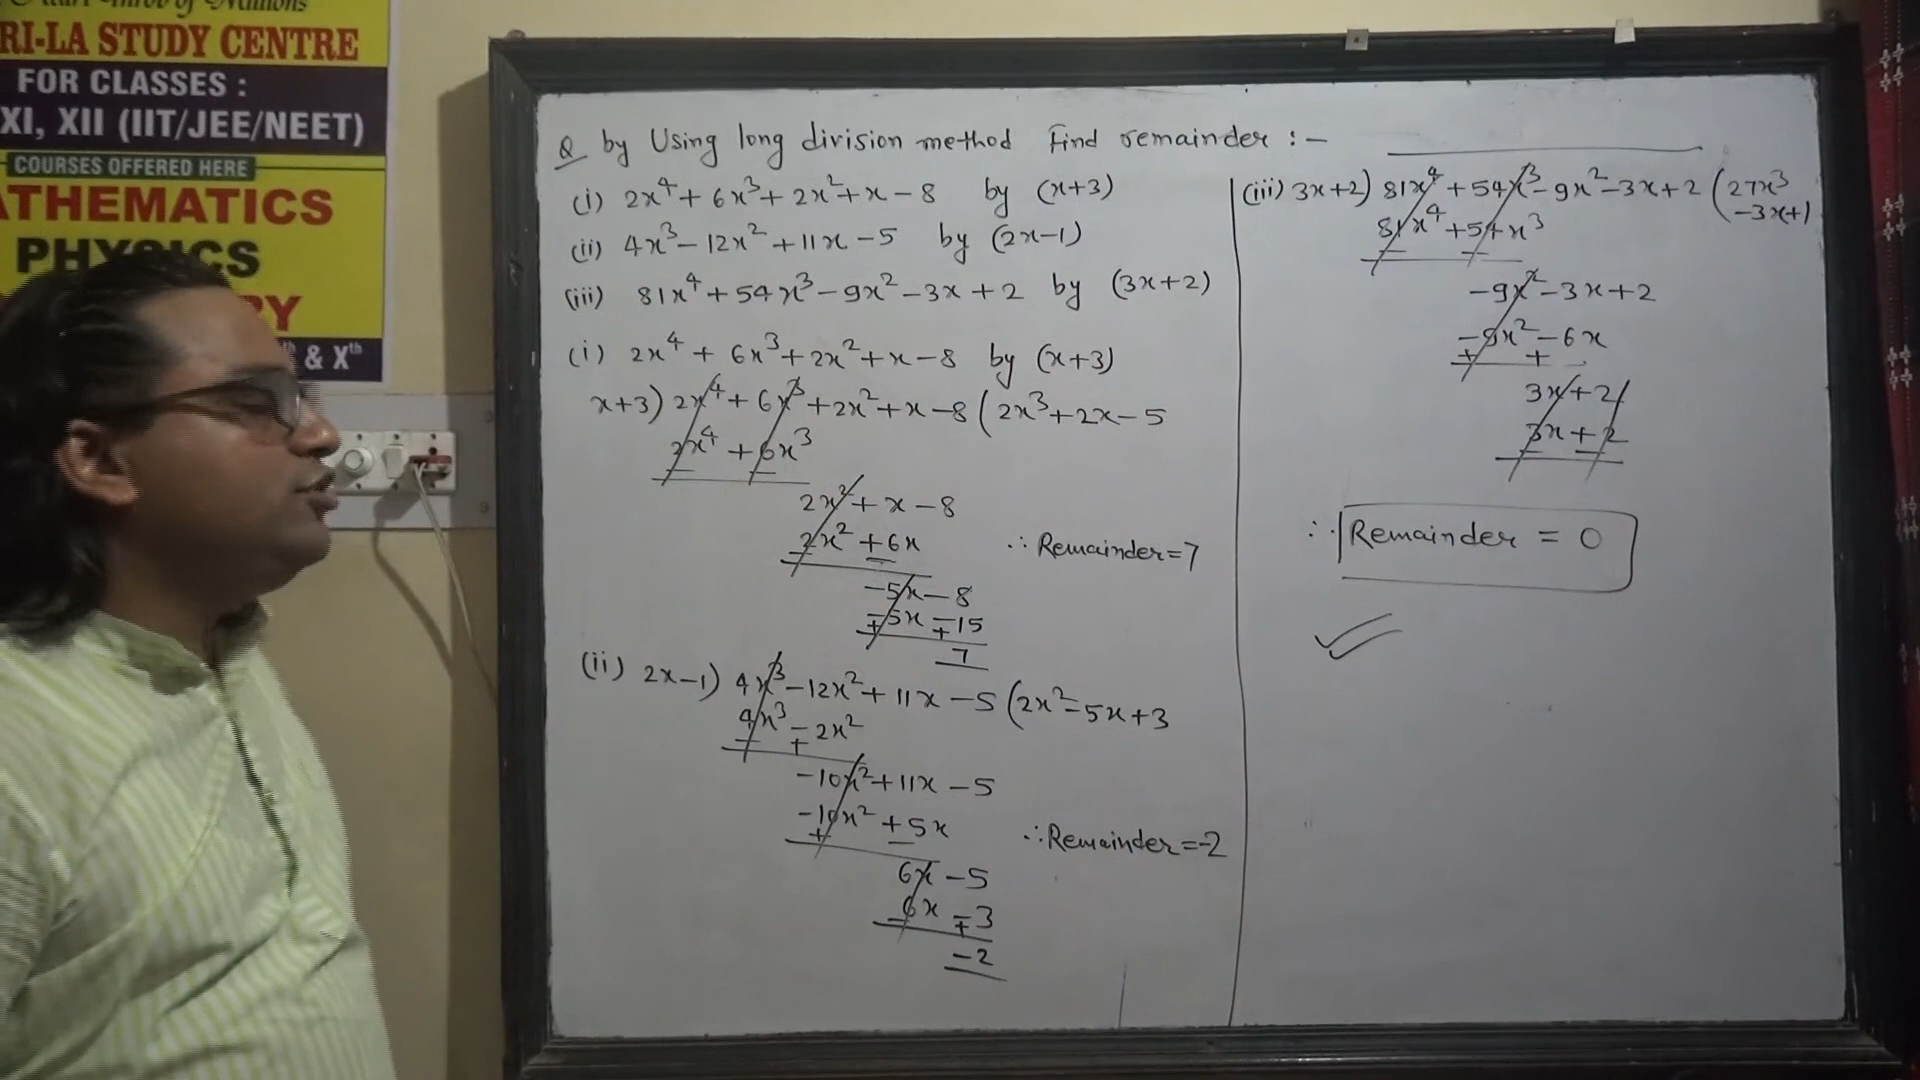 RI-LA STUDY CENTRE
FOR CLASSES :
XI, XII (IIT/JEE/NEET)
COURSES OFFERED HERE
ATHEMATICS
PHYSICS
RY
& Xth
Q by Using long division method Find remainder :-
(i) 2x⁴ + 6x³ + 2x² + x - 8 by (x+3)
(ii) 4x³ - 12x² + 11x - 5 by (2x-1)
(iii) 81x⁴ + 54x³ - 9x² - 3x + 2 by (3x+2)
(i) 2x⁴ + 6x³ + 2x² + x - 8 by (x+3)
x+3) 2x⁴ + 6x³ + 2x² + x - 8 (2x³ + 2x - 5
2x⁴ + 6x³
- -
2x² + x - 8
2x² + 6x
- -
∴ Remainder = 7
-5x - 8
-5x - 15
+ +
7
(ii) 2x-1) 4x³ - 12x² + 11x - 5 (2x² - 5x + 3
4x³ - 2x²
- +
-10x² + 11x - 5
-10x² + 5x
+ -
∴ Remainder = -2
6x - 5
6x - 3
- +
-2
(iii) 3x+2) 81x⁴ + 54x³ - 9x² - 3x + 2 (27x³
-3x+1
81x⁴ + 54x³
- -
-9x² - 3x + 2
-9x² - 6x
+ +
3x + 2
3x + 2
- -
∴ Remainder = 0